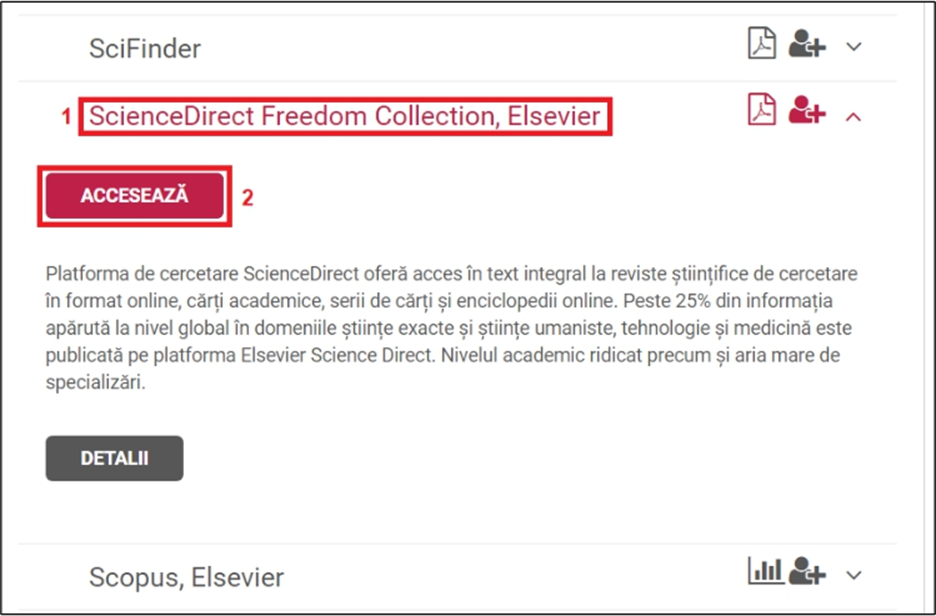 SciFinder
1 ScienceDirect Freedom Collection, Elsevier
ACCESEAZĂ 2
Platforma de cercetare ScienceDirect oferă acces în text integral la reviste științifice de cercetare
în format online, cărți academice, serii de cărți și enciclopedii online. Peste 25% din informația
apărută la nivel global în domeniile științe exacte și științe umaniste, tehnologie și medicină este
publicată pe platforma Elsevier Science Direct. Nivelul academic ridicat precum și aria mare de
specializări.
DETALII
Scopus, Elsevier